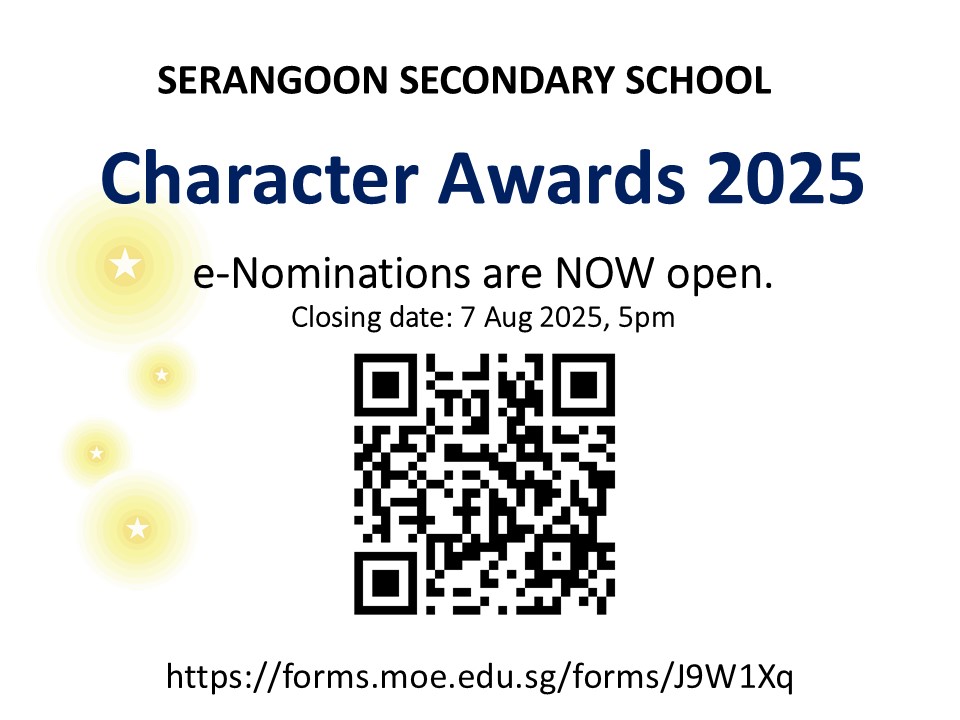 SERANGOON SECONDARY SCHOOL
Character Awards 2025
e-Nominations are NOW open.
Closing date: 7 Aug 2025, 5pm
https://forms.moe.edu.sg/forms/J9W1Xq